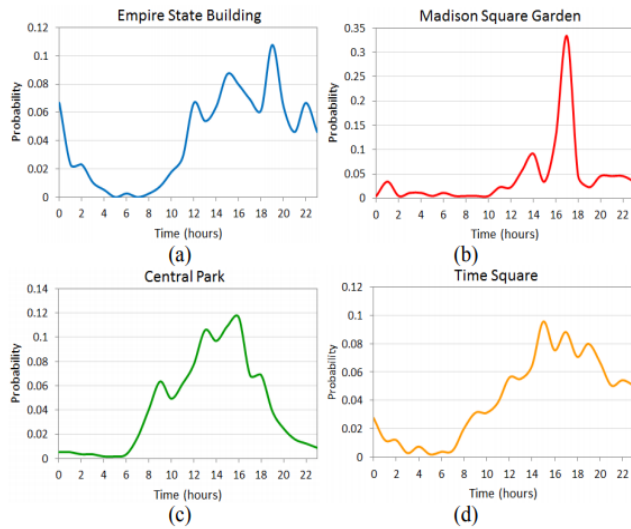 Empire State Building
0.12
0.1
0.08
0.06
0.04
0.02
0
Probability
0 2 4 6 8 10 12 14 16 18 20 22
Time (hours)
(a)
Madison Square Garden
0.35
0.3
0.25
0.2
0.15
0.1
0.05
0
Probability
0 2 4 6 8 10 12 14 16 18 20 22
Time (hours)
(b)
Central Park
0.14
0.12
0.1
0.08
0.06
0.04
0.02
0
Probability
0 2 4 6 8 10 12 14 16 18 20 22
Time (hours)
(c)
Time Square
0.12
0.1
0.08
0.06
0.04
0.02
0
Probability
0 2 4 6 8 10 12 14 16 18 20 22
Time (hours)
(d)